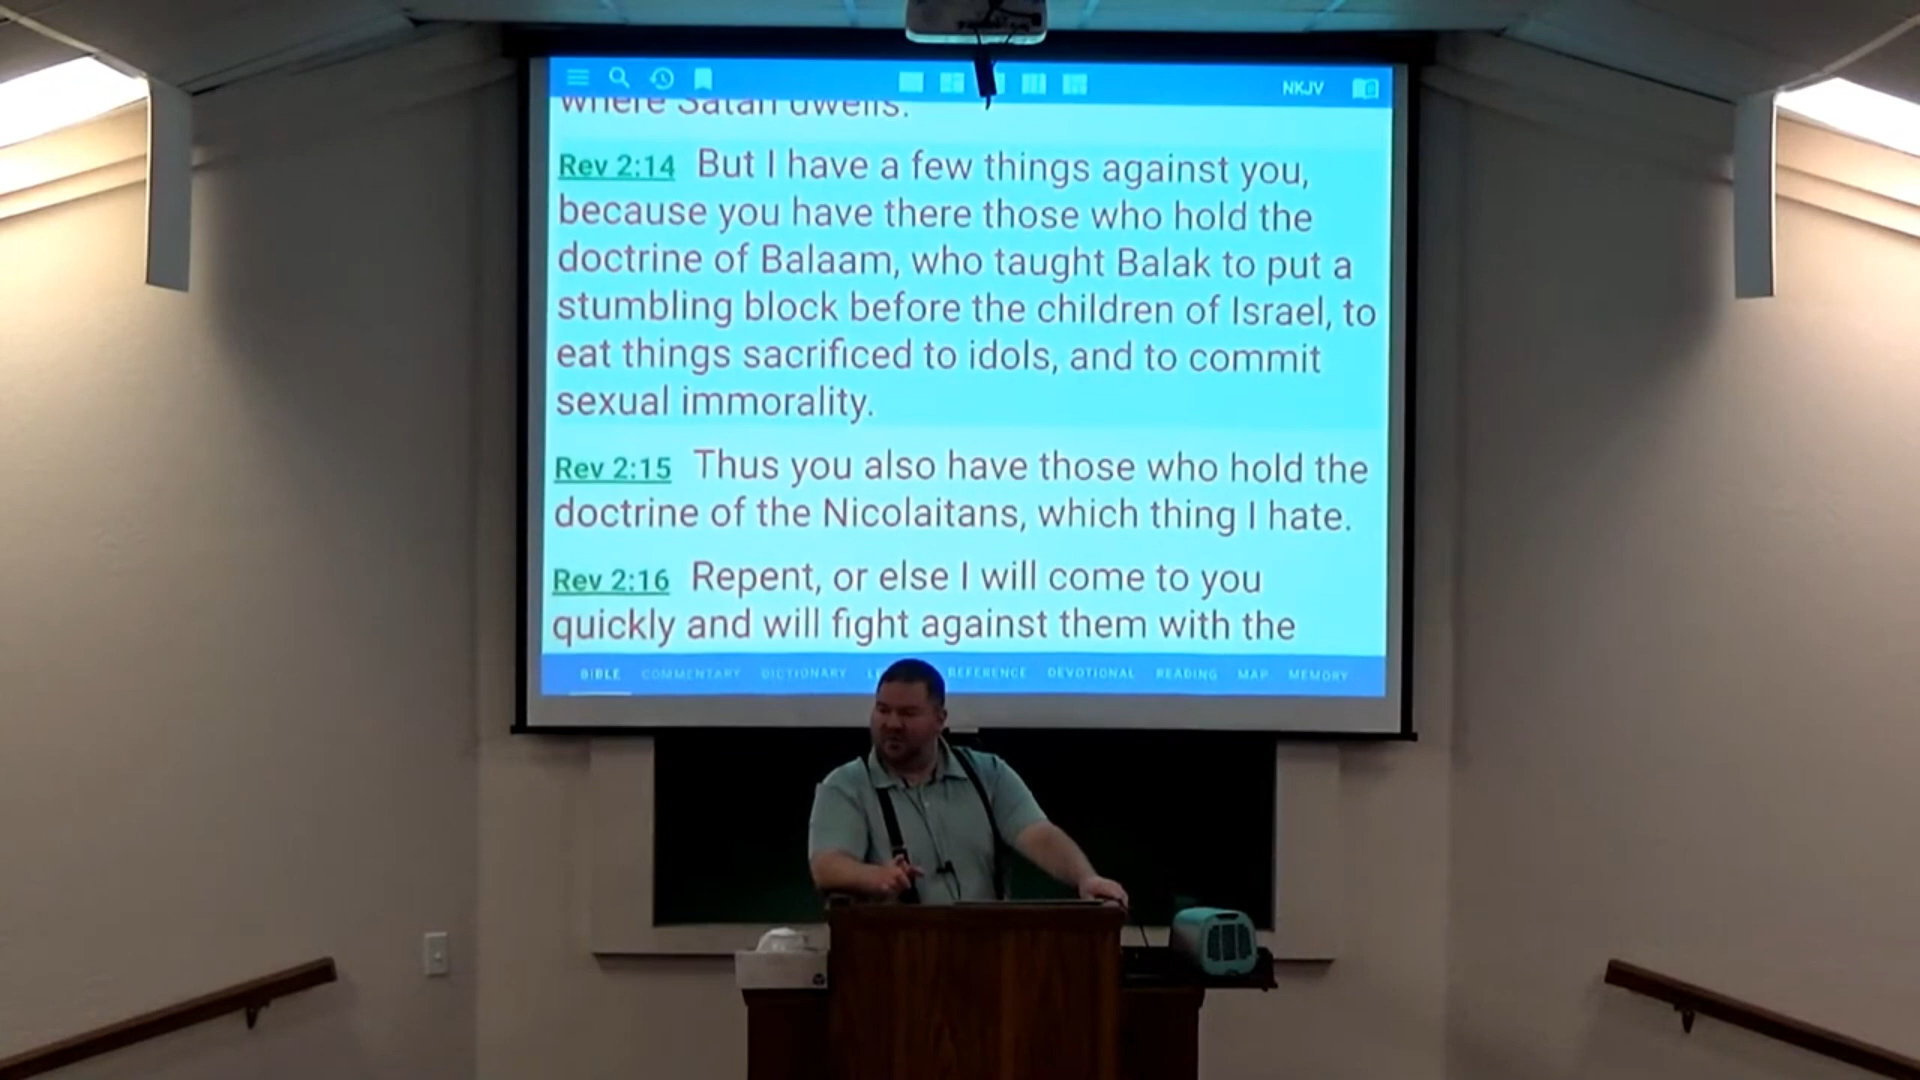 NKJV
where Satan dwells.
Rev 2:14 But I have a few things against you,
because you have there those who hold the
doctrine of Balaam, who taught Balak to put a
stumbling block before the children of Israel, to
eat things sacrificed to idols, and to commit
sexual immorality.
Rev 2:15 Thus you also have those who hold the
doctrine of the Nicolaitans, which thing I hate.
Rev 2:16 Repent, or else I will come to you
quickly and will fight against them with the
BIBLE COMMENTARY DICTIONARY REFERENCE DEVOTIONAL READING MAP MEMORY